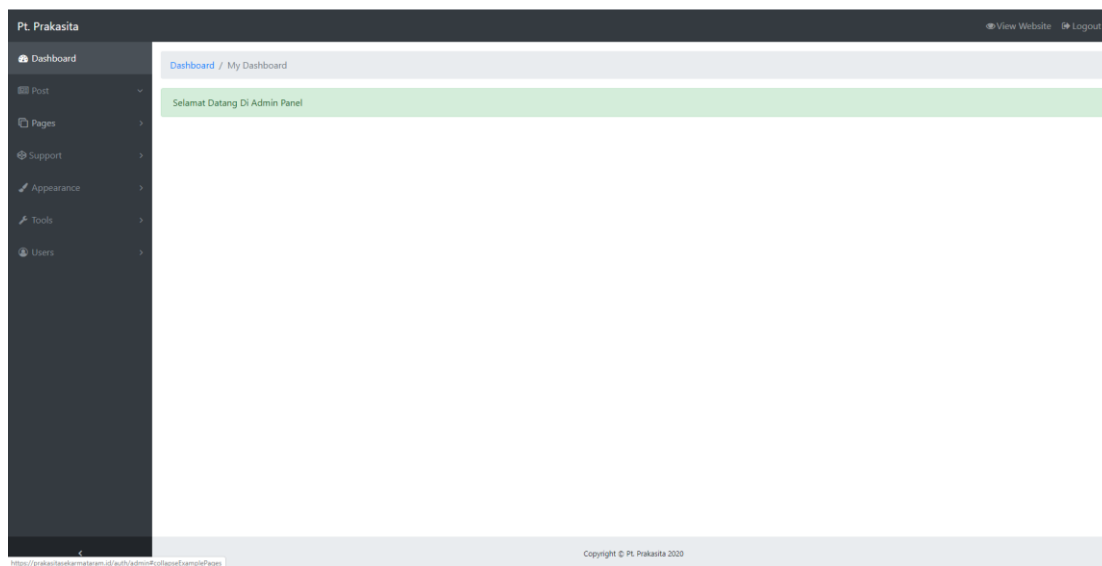 Pt. Prakasita
View Website Logout
Dashboard
Dashboard / My Dashboard
Post
Selamat Datang Di Admin Panel
Pages
Support
Appearance
Tools
Users
Copyright © Pt. Prakasita 2020
https://prakasitasekarmataram.id/auth/admin#collapseExamplePages